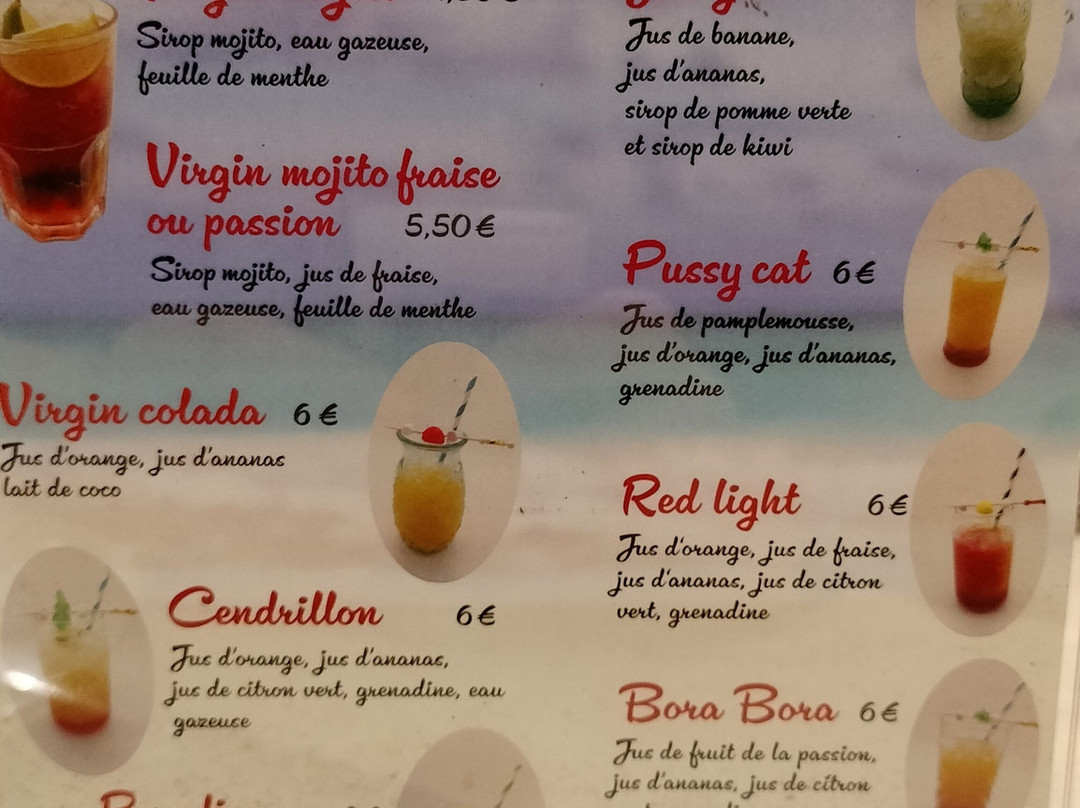 Sirop mojito, eau gazeuse,
feuille de menthe
Virgin mojito fraise
ou passion 5,50 €
Sirop mojito, jus de fraise,
eau gazeuse, feuille de menthe
Virgin colada 6 €
Jus d'orange, jus d'ananas
lait de coco
Cendrillon 6 €
Jus d'orange, jus d'ananas,
jus de citron vert, grenadine, eau
gazeuse
Jus de banane,
jus d'ananas,
sirop de pomme verte
et sirop de kiwi
Pussy cat 6 €
Jus de pamplemousse,
jus d'orange, jus d'ananas,
grenadine
Red light 6 €
Jus d'orange, jus de fraise,
jus d'ananas, jus de citron
vert, grenadine
Bora Bora 6 €
Jus de fruit de la passion,
jus d'ananas, jus de citron